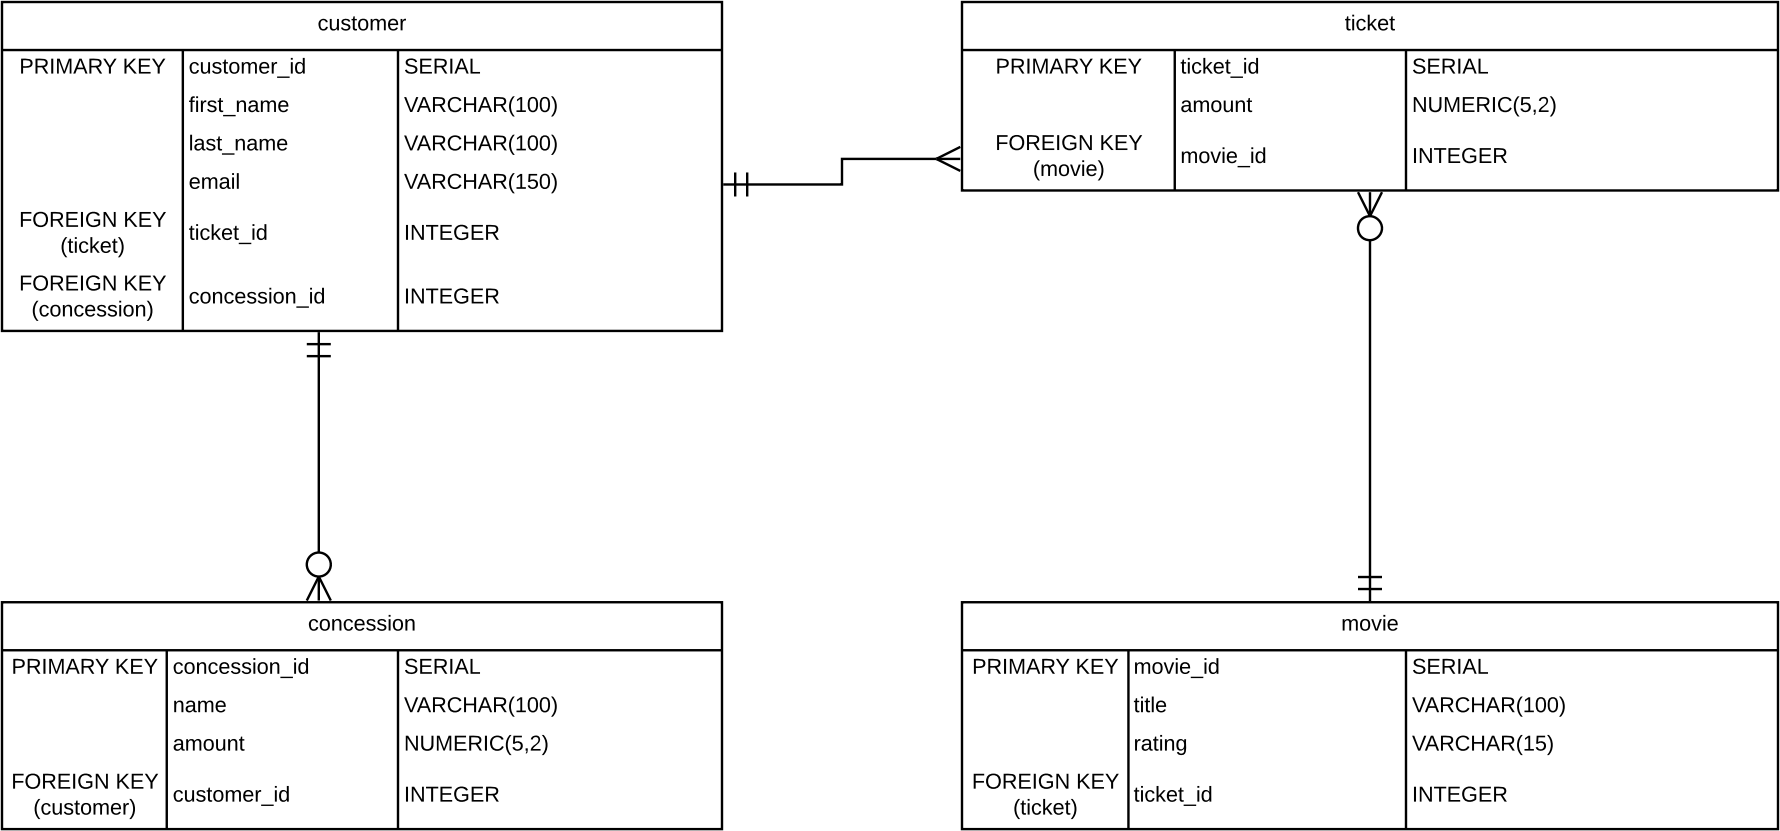 customer
PRIMARY KEY customer_id SERIAL
first_name VARCHAR(100)
last_name VARCHAR(100)
email VARCHAR(150)
FOREIGN KEY
(ticket) ticket_id INTEGER
FOREIGN KEY
(concession) concession_id INTEGER
ticket
PRIMARY KEY ticket_id SERIAL
amount NUMERIC(5,2)
FOREIGN KEY
(movie) movie_id INTEGER
concession
PRIMARY KEY concession_id SERIAL
name VARCHAR(100)
amount NUMERIC(5,2)
FOREIGN KEY
(customer) customer_id INTEGER
movie
PRIMARY KEY movie_id SERIAL
title VARCHAR(100)
rating VARCHAR(15)
FOREIGN KEY
(ticket) ticket_id INTEGER